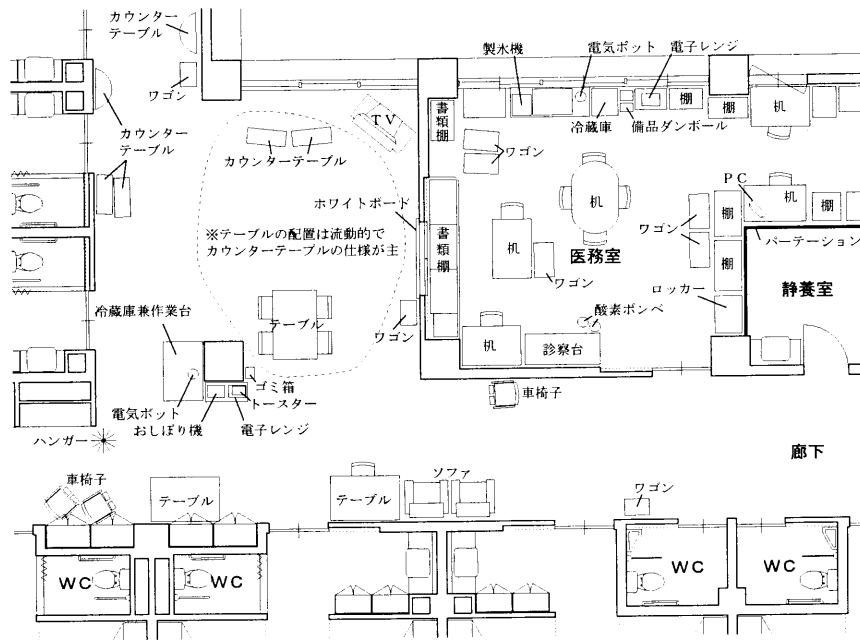 カウンター
テーブル
ワゴン
カウンター
テーブル
TV
カウンターテーブル
ホワイトボード
※テーブルの配置は流動的で
カウンターテーブルの仕様が主
冷蔵庫兼作業台
テーブル
ワゴン
ゴミ箱
トースター
電気ポット
おしぼり機
電子レンジ
ハンガー
製氷機
電気ポット
電子レンジ
書類棚
冷蔵庫
備品ダンボール
棚
棚
机
ワゴン
PC
机
机
棚
棚
書類棚
机
医務室
ワゴン
ワゴン
パーテーション
棚
ロッカー
静養室
酸素ボンベ
机
診察台
車椅子
廊下
車椅子
テーブル
テーブル
ソファ
ワゴン
WC
WC
WC
WC